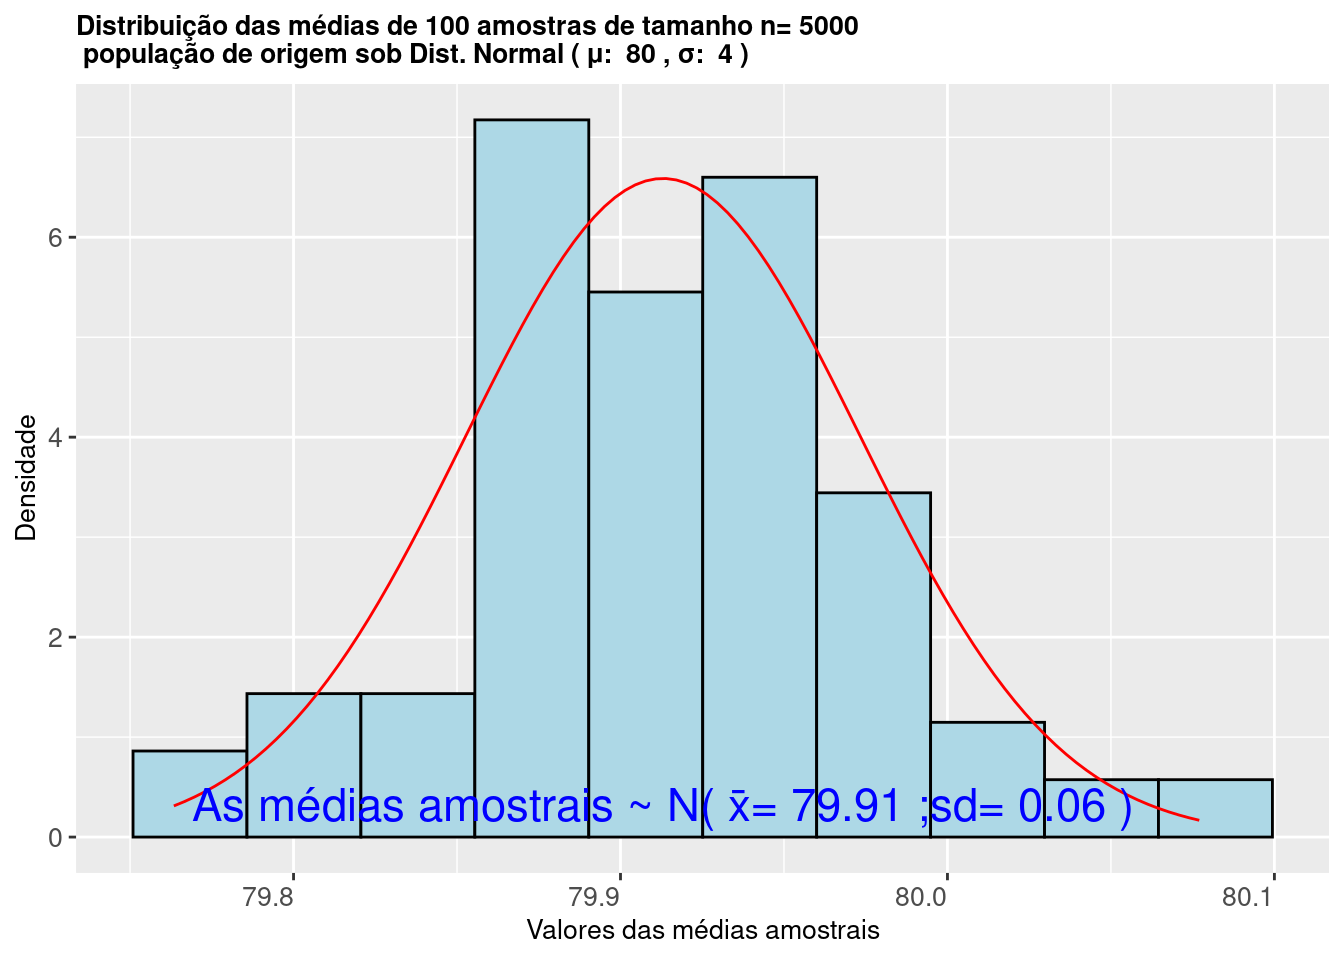 Distribuição das médias de 100 amostras de tamanho n= 5000
população de origem sob Dist. Normal ( μ:  80 , σ:  4 )
Densidade
6
4
2
0
As médias amostrais ~ N( x̄= 79.91 ;sd= 0.06 )
79.8
79.9
80.0
80.1
Valores das médias amostrais